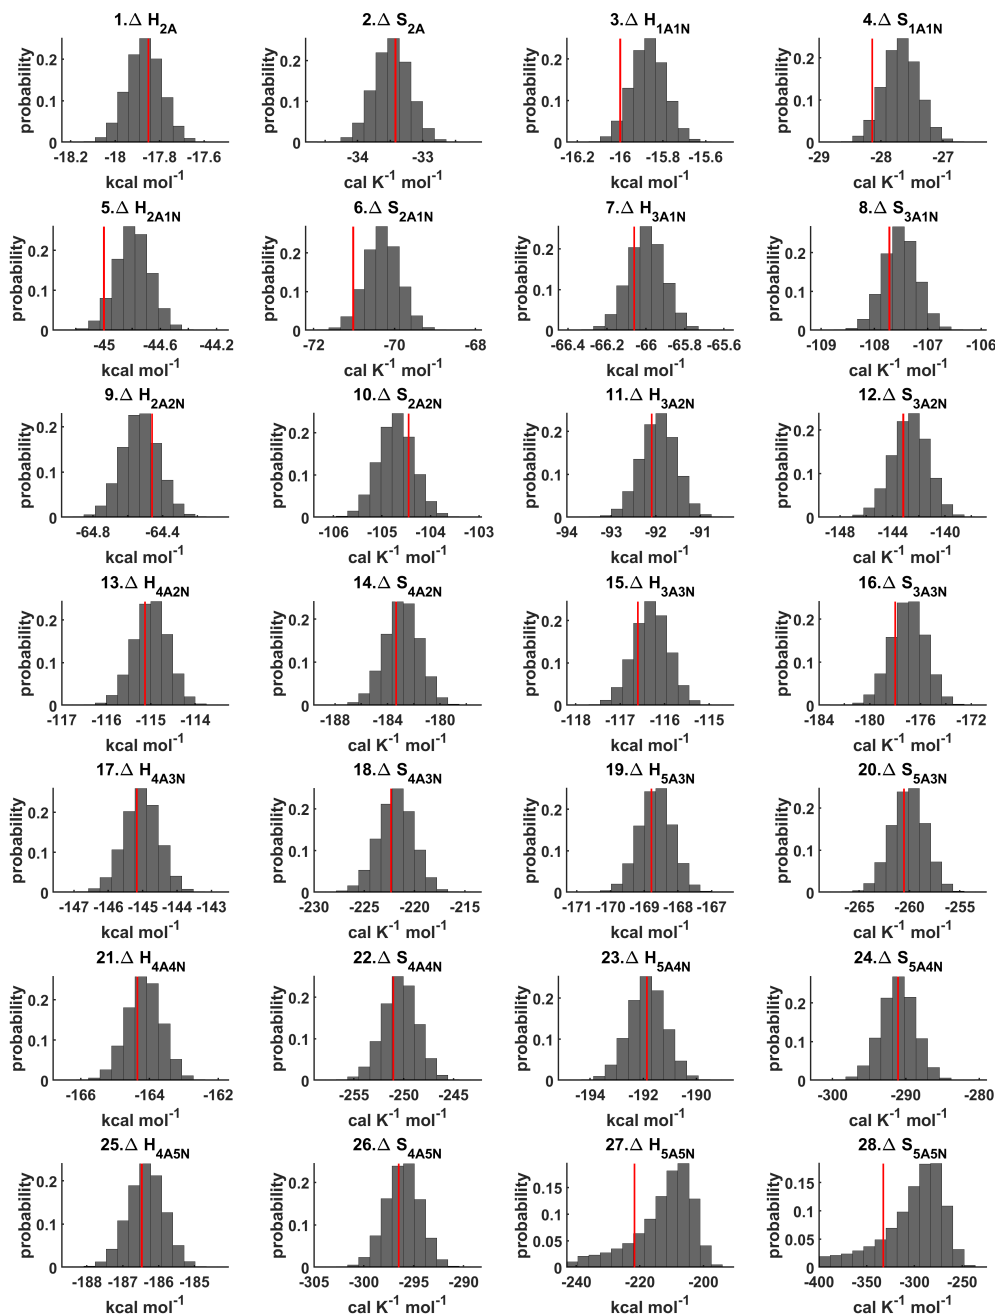 1.Δ H2A
probability
0.2
0.1
0
-18.2 -18 -17.8 -17.6
kcal mol-1
2.Δ S2A
probability
0.2
0.1
0
-34 -33
cal K-1 mol-1
3.Δ H1A1N
probability
0.2
0.1
0
-16.2 -16 -15.8 -15.6
kcal mol-1
4.Δ S1A1N
probability
0.2
0.1
0
-29 -28 -27
cal K-1 mol-1
5.Δ H2A1N
probability
0.2
0.1
0
-45 -44.6 -44.2
kcal mol-1
6.Δ S2A1N
probability
0.2
0.1
0
-72 -70 -68
cal K-1 mol-1
7.Δ H3A1N
probability
0.2
0.1
0
-66.4 -66.2 -66 -65.8 -65.6
kcal mol-1
8.Δ S3A1N
probability
0.2
0.1
0
-109 -108 -107 -106
cal K-1 mol-1
9.Δ H2A2N
probability
0.2
0.1
0
-64.8 -64.4
kcal mol-1
10.Δ S2A2N
probability
0.2
0.1
0
-106 -105 -104 -103
cal K-1 mol-1
11.Δ H3A2N
probability
0.2
0.1
0
-94 -93 -92 -91
kcal mol-1
12.Δ S3A2N
probability
0.2
0.1
0
-148 -144 -140
cal K-1 mol-1
13.Δ H4A2N
probability
0.2
0.1
0
-117 -116 -115 -114
kcal mol-1
14.Δ S4A2N
probability
0.2
0.1
0
-188 -184 -180
cal K-1 mol-1
15.Δ H3A3N
probability
0.2
0.1
0
-118 -117 -116 -115
kcal mol-1
16.Δ S3A3N
probability
0.2
0.1
0
-184 -180 -176 -172
cal K-1 mol-1
17.Δ H4A3N
probability
0.2
0.1
0
-147 -146 -145 -144 -143
kcal mol-1
18.Δ S4A3N
probability
0.2
0.1
0
-230 -225 -220 -215
cal K-1 mol-1
19.Δ H5A3N
probability
0.2
0.1
0
-171 -170 -169 -168 -167
kcal mol-1
20.Δ S5A3N
probability
0.2
0.1
0
-265 -260 -255
cal K-1 mol-1
21.Δ H4A4N
probability
0.2
0.1
0
-166 -164 -162
kcal mol-1
22.Δ S4A4N
probability
0.2
0.1
0
-255 -250 -245
cal K-1 mol-1
23.Δ H5A4N
probability
0.2
0.1
0
-194 -192 -190
kcal mol-1
24.Δ S5A4N
probability
0.2
0.1
0
-300 -290 -280
cal K-1 mol-1
25.Δ H4A5N
probability
0.2
0.1
0
-188 -187 -186 -185
kcal mol-1
26.Δ S4A5N
probability
0.2
0.1
0
-305 -300 -295 -290
cal K-1 mol-1
27.Δ H5A5N
probability
0.15
0.1
0.05
0
-240 -220 -200
kcal mol-1
28.Δ S5A5N
probability
0.15
0.1
0.05
0
-400 -350 -300 -250
cal K-1 mol-1